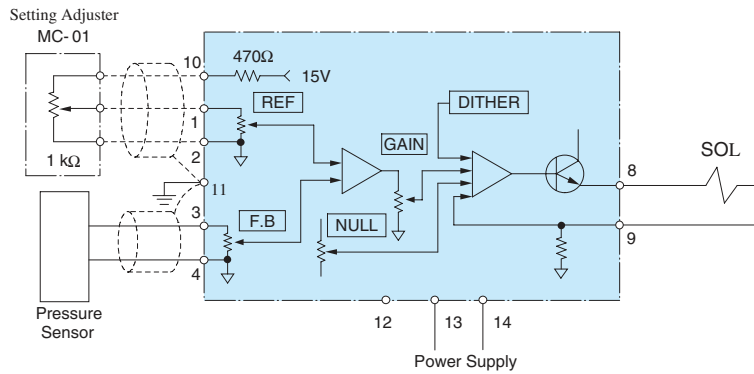 Setting Adjuster
MC-01
10
470Ω
15V
REF
DITHER
1
GAIN
2
1 kΩ
8
SOL
11
3
F.B
NULL
9
4
Pressure
Sensor
12
13
14
Power Supply